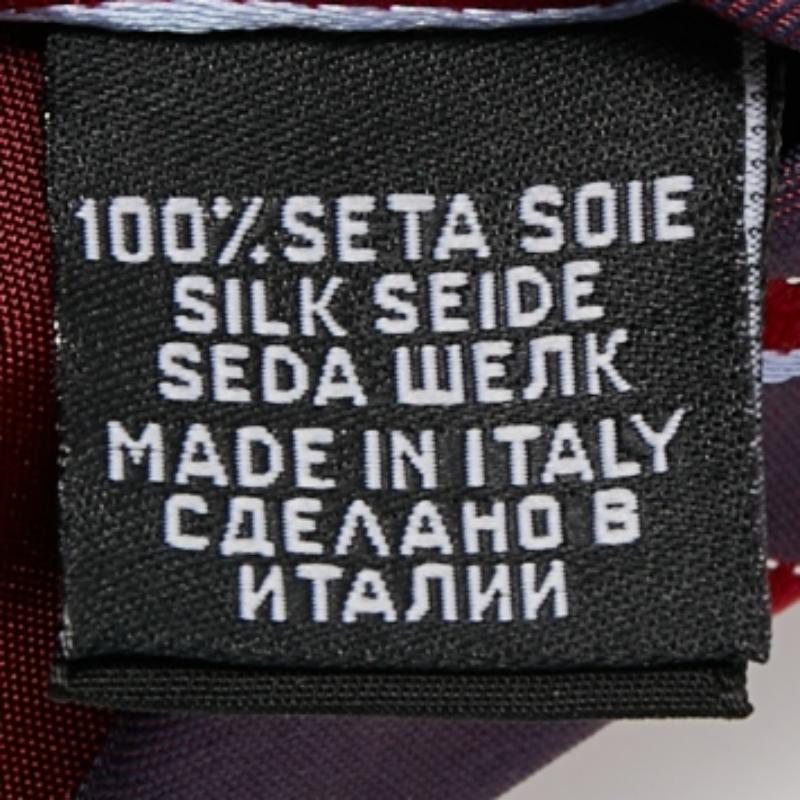 100% SETA SOIE
SILK SEIDE
SEDA ШЕЛК
MADE IN ITALY
СДЕЛАНО В
ИТАЛИИ